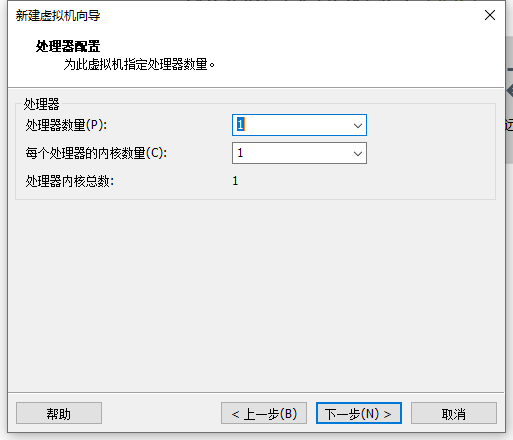 新建虚拟机向导
处理器配置
为此虚拟机指定处理器数量。
处理器
处理器数量(P): 1
每个处理器的内核数量(C): 1
处理器内核总数: 1
帮助 < 上一步(B) 下一步(N) > 取消